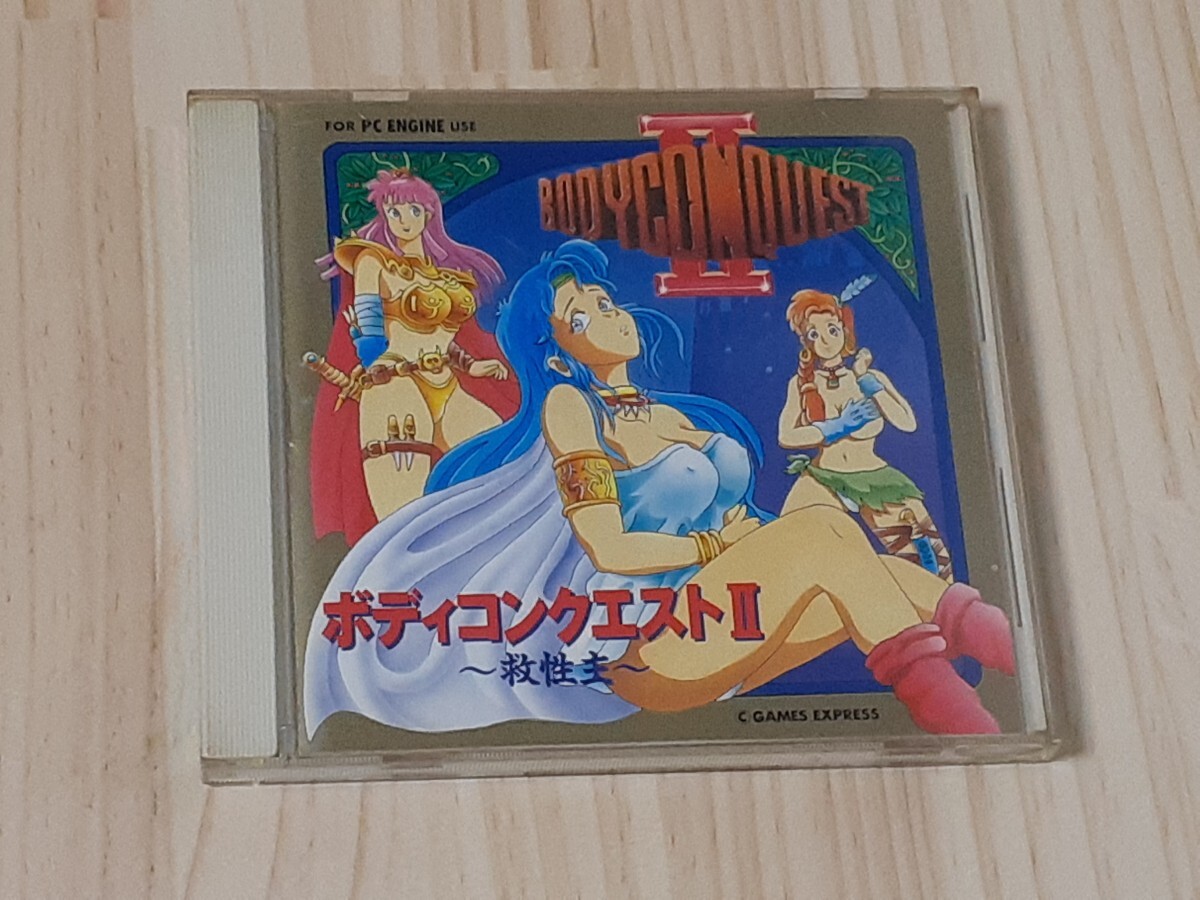 FOR PC ENGINE USE
II
BODYCONQUEST
ボディコンクエストII
～救性主～
C GAMES EXPRESS